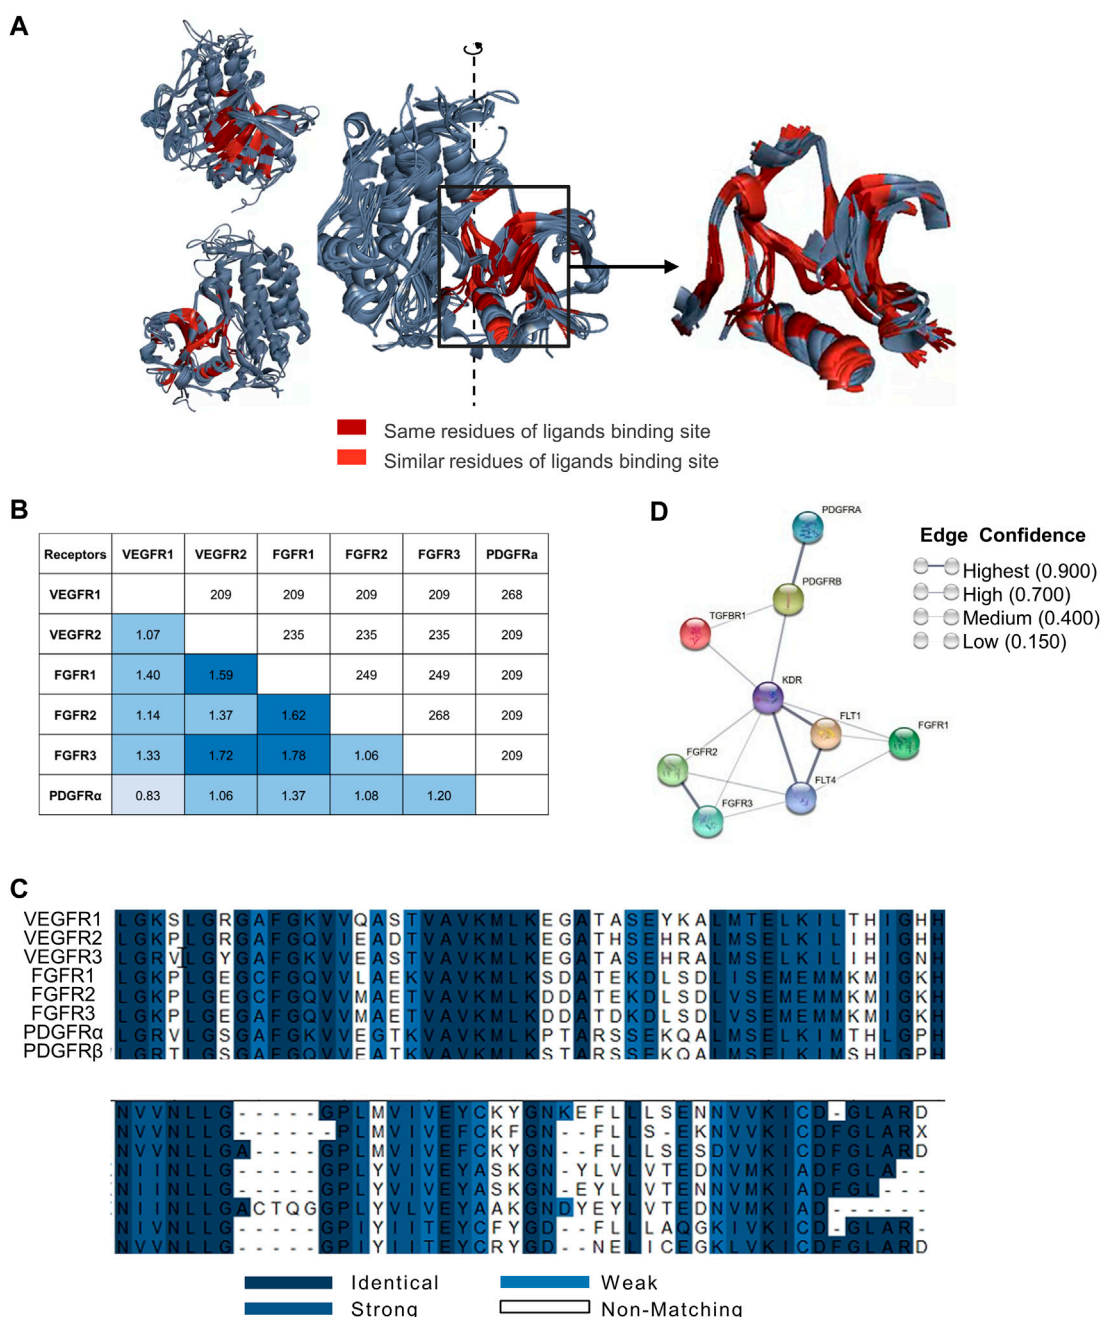 A
Same residues of ligands binding site
Similar residues of ligands binding site
B
Receptors VEGFR1 VEGFR2 FGFR1 FGFR2 FGFR3 PDGFRa
VEGFR1 209 209 209 209 268
VEGFR2 1.07 235 235 235 209
FGFR1 1.40 1.59 249 249 209
FGFR2 1.14 1.37 1.62 268 209
FGFR3 1.33 1.72 1.78 1.06 209
PDGFRα 0.83 1.06 1.37 1.08 1.20
D
PDGFRA
PDGFRB
TGFBR1
KDR
FLT1
FGFR1
FGFR2
FLT4
FGFR3
Edge Confidence
Highest (0.900)
High (0.700)
Medium (0.400)
Low (0.150)
C
VEGFR1 L G K S L G R G A F G K V V Q A S T V A V K M L K E G A T A S E Y K A L M T E L K I L T H I G H H
VEGFR2 L G K P L G R G A F G Q V I E A D T V A V K M L K E G A T H S E H R A L M S E L K I L I H I G H H
VEGFR3 L G R V L G Y G A F G K V V E A S T V A V K M L K E G A T A S E H R A L M S E L K I L I H I G N H
FGFR1 L G K P L G E G C F G Q V V L A E K V A V K M L K S D A T E K D L S D L I S E M E M M K M I G K H
FGFR2 L G K P L G E G C F G Q V V M A E T V A V K M L K D D A T E K D L S D L V S E M E M M K M I G K H
FGFR3 L G K P L G E G C F G Q V V M A E T V A V K M L K D D A T D K D L S D L V S E M E M M K M I G K H
PDGFRα L G R V L G S G A F G K V V E G T K V A V K M L K P T A R S S E K Q A L M S E L K I M T H L G P H
PDGFRβ L G R T L G S G A F G Q V V E A T K V A V K M L K S T A R S S E K Q A L M S E L K I M S H L G P H
N V V N L L G - - - - - G P L M V I V E Y C K Y G N K E F L L L S E N N V V K I C D - G L A R D
N V V N L L G - - - - - - P L M V I V E F C K F G N - - F L L S - E K N V V K I C D F G L A R X
N V V N L L G A - - - - G P L M V I V E F C K Y G N - - F L L L S E S D V V K I C D F G L A R D
N I I N L L G - - - - - G P L Y V I V E Y A S K G N - Y L V L V T E D N V M K I A D F G L A - -
N I I N L L G - - - - - G P L Y V I V E Y A S K G N - E Y L L V T E N N V M K I A D F G L - - -
N I I N L L G A C T Q G G P L Y V L V E Y A A K G N D Y E Y L V T E D N V M K I A D - - - - - -
N I V N L L G - - - - - G P I Y I I T E Y C F Y G D - - F L L L A Q G K I V K I C D - G L A R -
N V V N L L G - - - - - G P I Y I I T E Y C R Y G D - - N E L I C E G K L V K I C D F G L A R D
Identical
Weak
Strong
Non-Matching